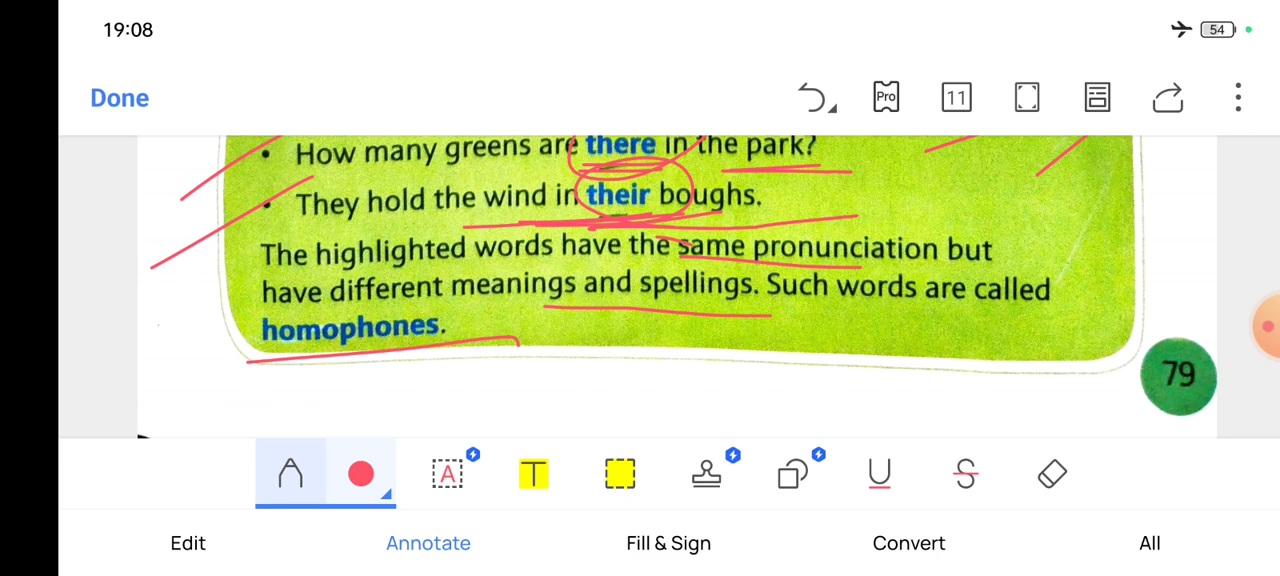 19:08
54
Done
Pro
11
• How many greens are there in the park?
• They hold the wind in their boughs.
The highlighted words have the same pronunciation but
have different meanings and spellings. Such words are called
homophones.
79
A
T
U
S
Edit
Annotate
Fill & Sign
Convert
All